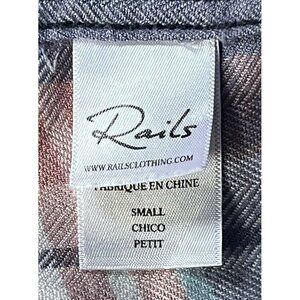 Rails
WWW.RAILSCLOTHING.COM
FABRIQUE EN CHINE
SMALL
CHICO
PETIT